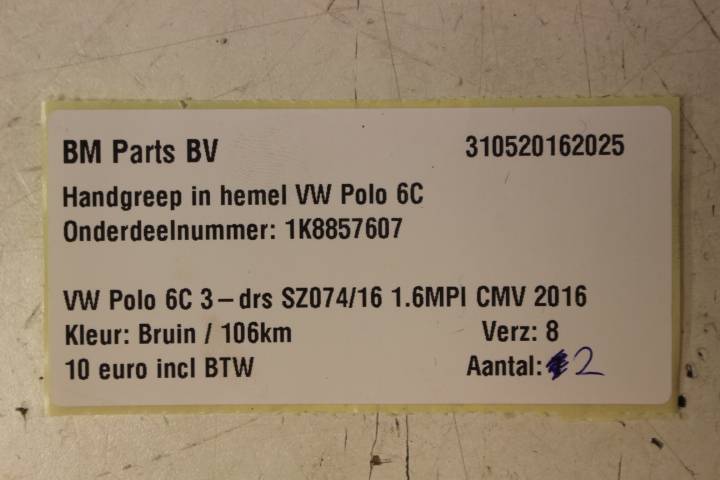 BM Parts BV 310520162025
Handgreep in hemel VW Polo 6C
Onderdeelnummer: 1K8857607
VW Polo 6C 3-drs SZ074/16 1.6MPI CMV 2016
Kleur: Bruin / 106km Verz: 8
10 euro incl BTW Aantal: 2